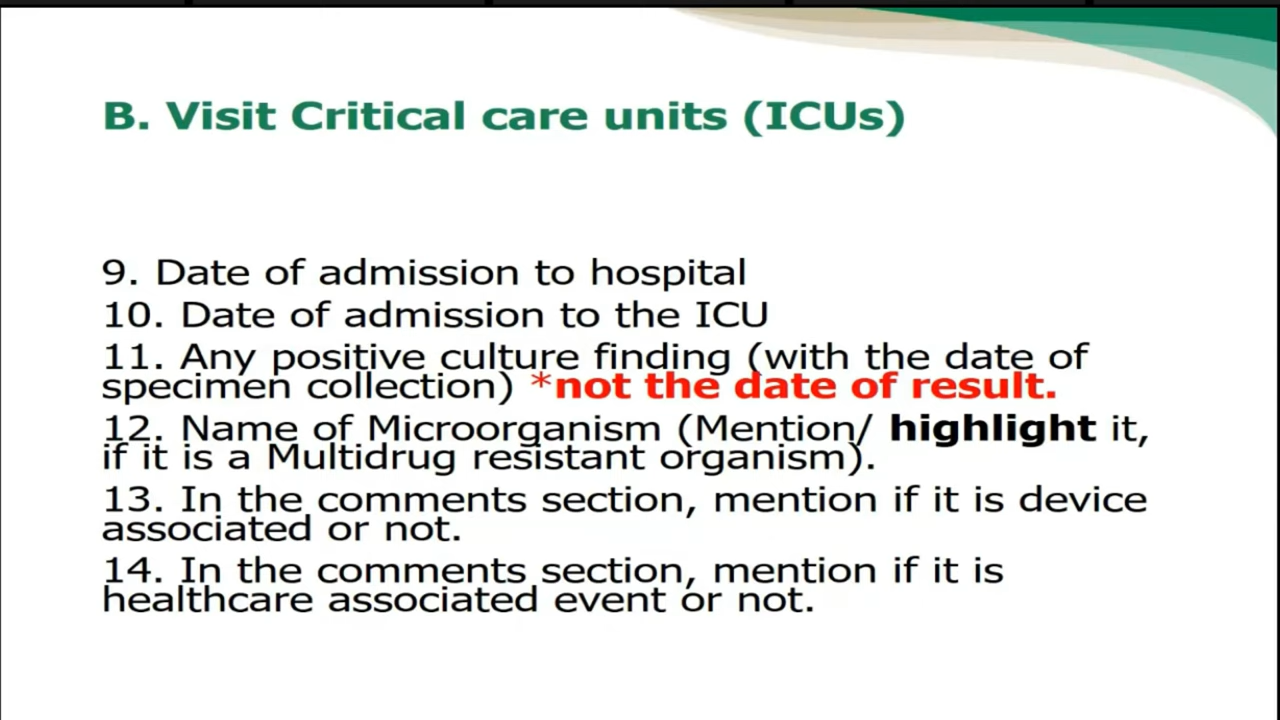 B. Visit Critical care units (ICUs)
9. Date of admission to hospital
10. Date of admission to the ICU
11. Any positive culture finding (with the date of
specimen collection) *not the date of result.
12. Name of Microorganism (Mention/ highlight it,
if it is a Multidrug resistant organism).
13. In the comments section, mention if it is device
associated or not.
14. In the comments section, mention if it is
healthcare associated event or not.